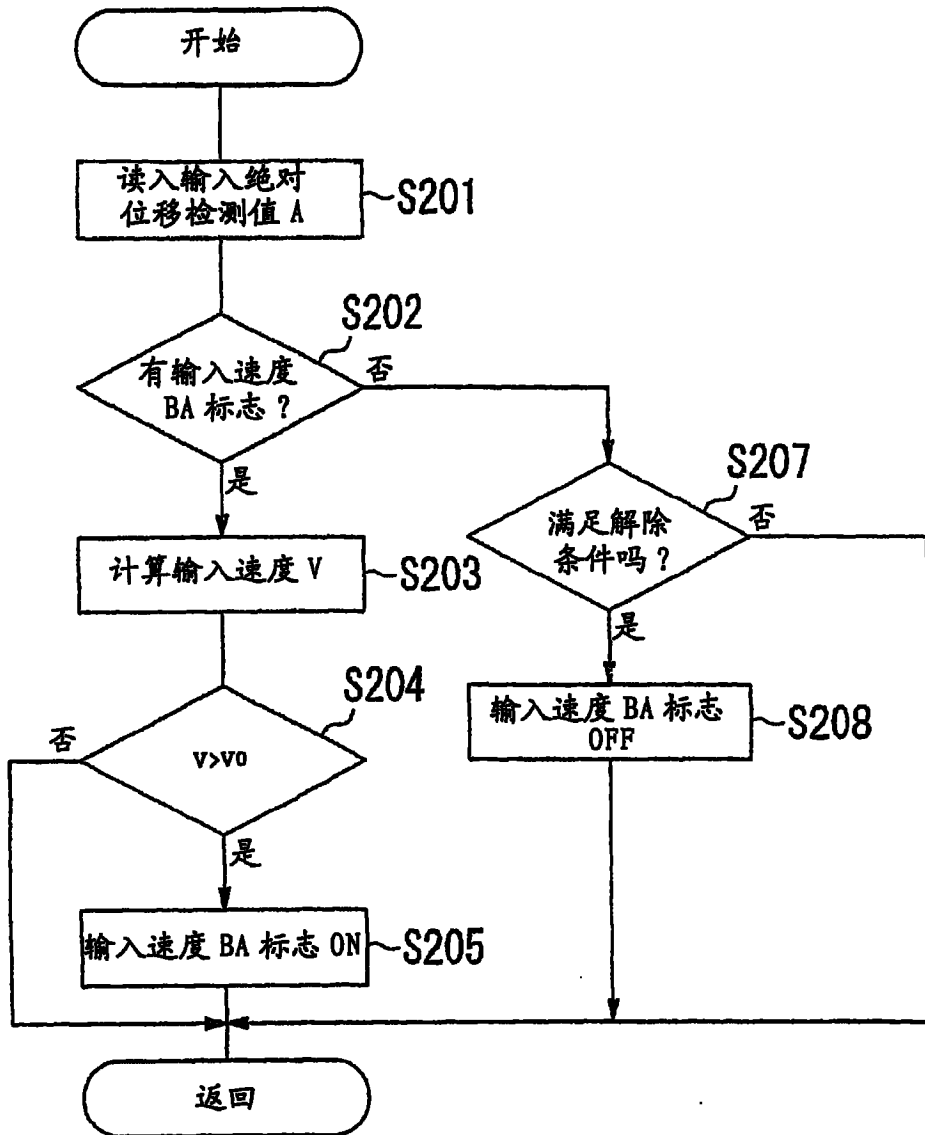 开始
读入输入绝对
位移检测值 A
S201
S202
有输入速度
BA 标志？
否
是
S207
满足解除
条件吗？
否
计算输入速度 V
S203
是
S204
输入速度 BA 标志
OFF
S208
否
V>V0
是
输入速度 BA 标志 ON
S205
返回